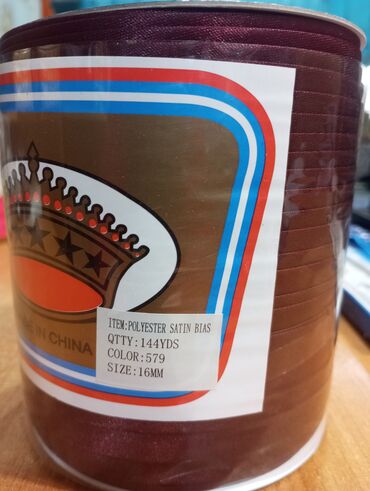 IN CHINA
ITEM:POLYESTER SATIN BIAS
QTTY:144YDS
COLOR:579
SIZE:16MM